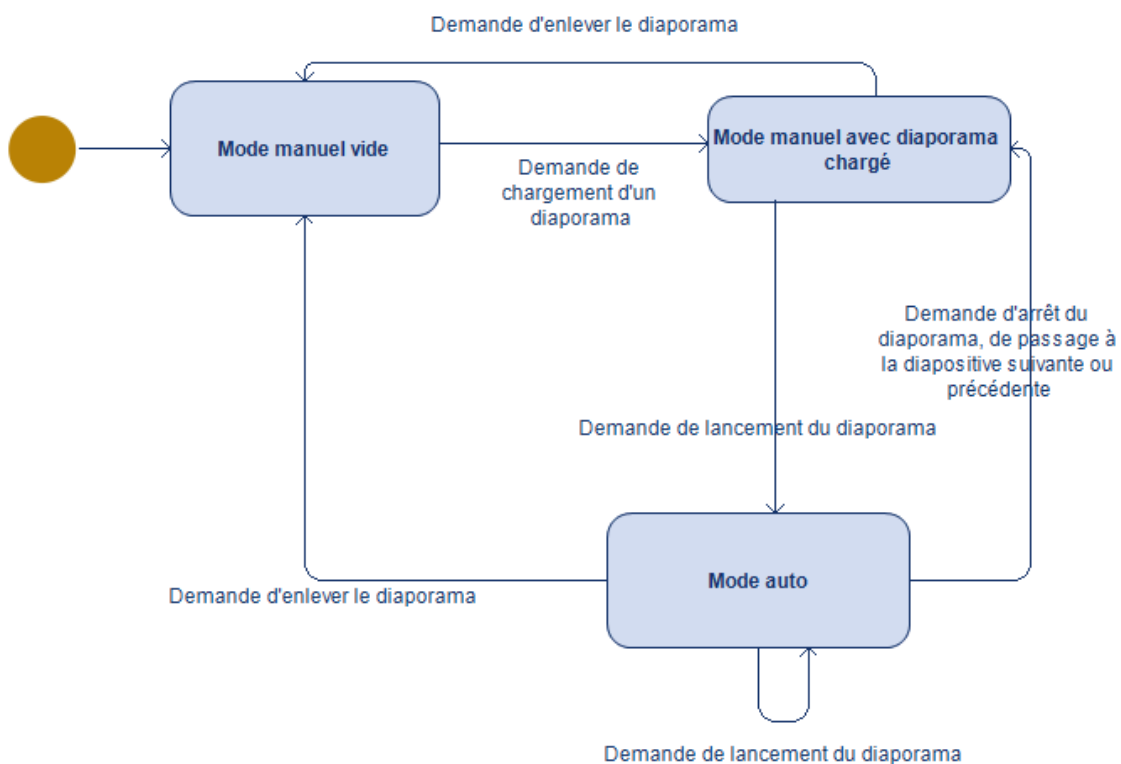 Demande d'enlever le diaporama
Mode manuel vide
Mode manuel avec diaporama
chargé
Demande de
chargement d'un
diaporama
Demande d'arrêt du
diaporama, de passage à
la diapositive suivante ou
précédente
Demande de lancement du diaporama
Mode auto
Demande d'enlever le diaporama
Demande de lancement du diaporama